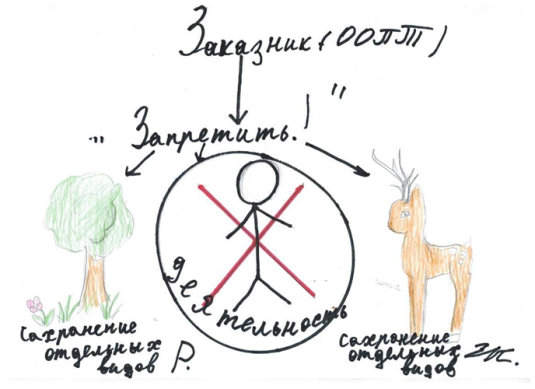 Заказник (ООПТ)
„ Запретить! "
деятельность
Сохранение
отдельных
видов Р.
Сохранение
отдельных
видов Ж.